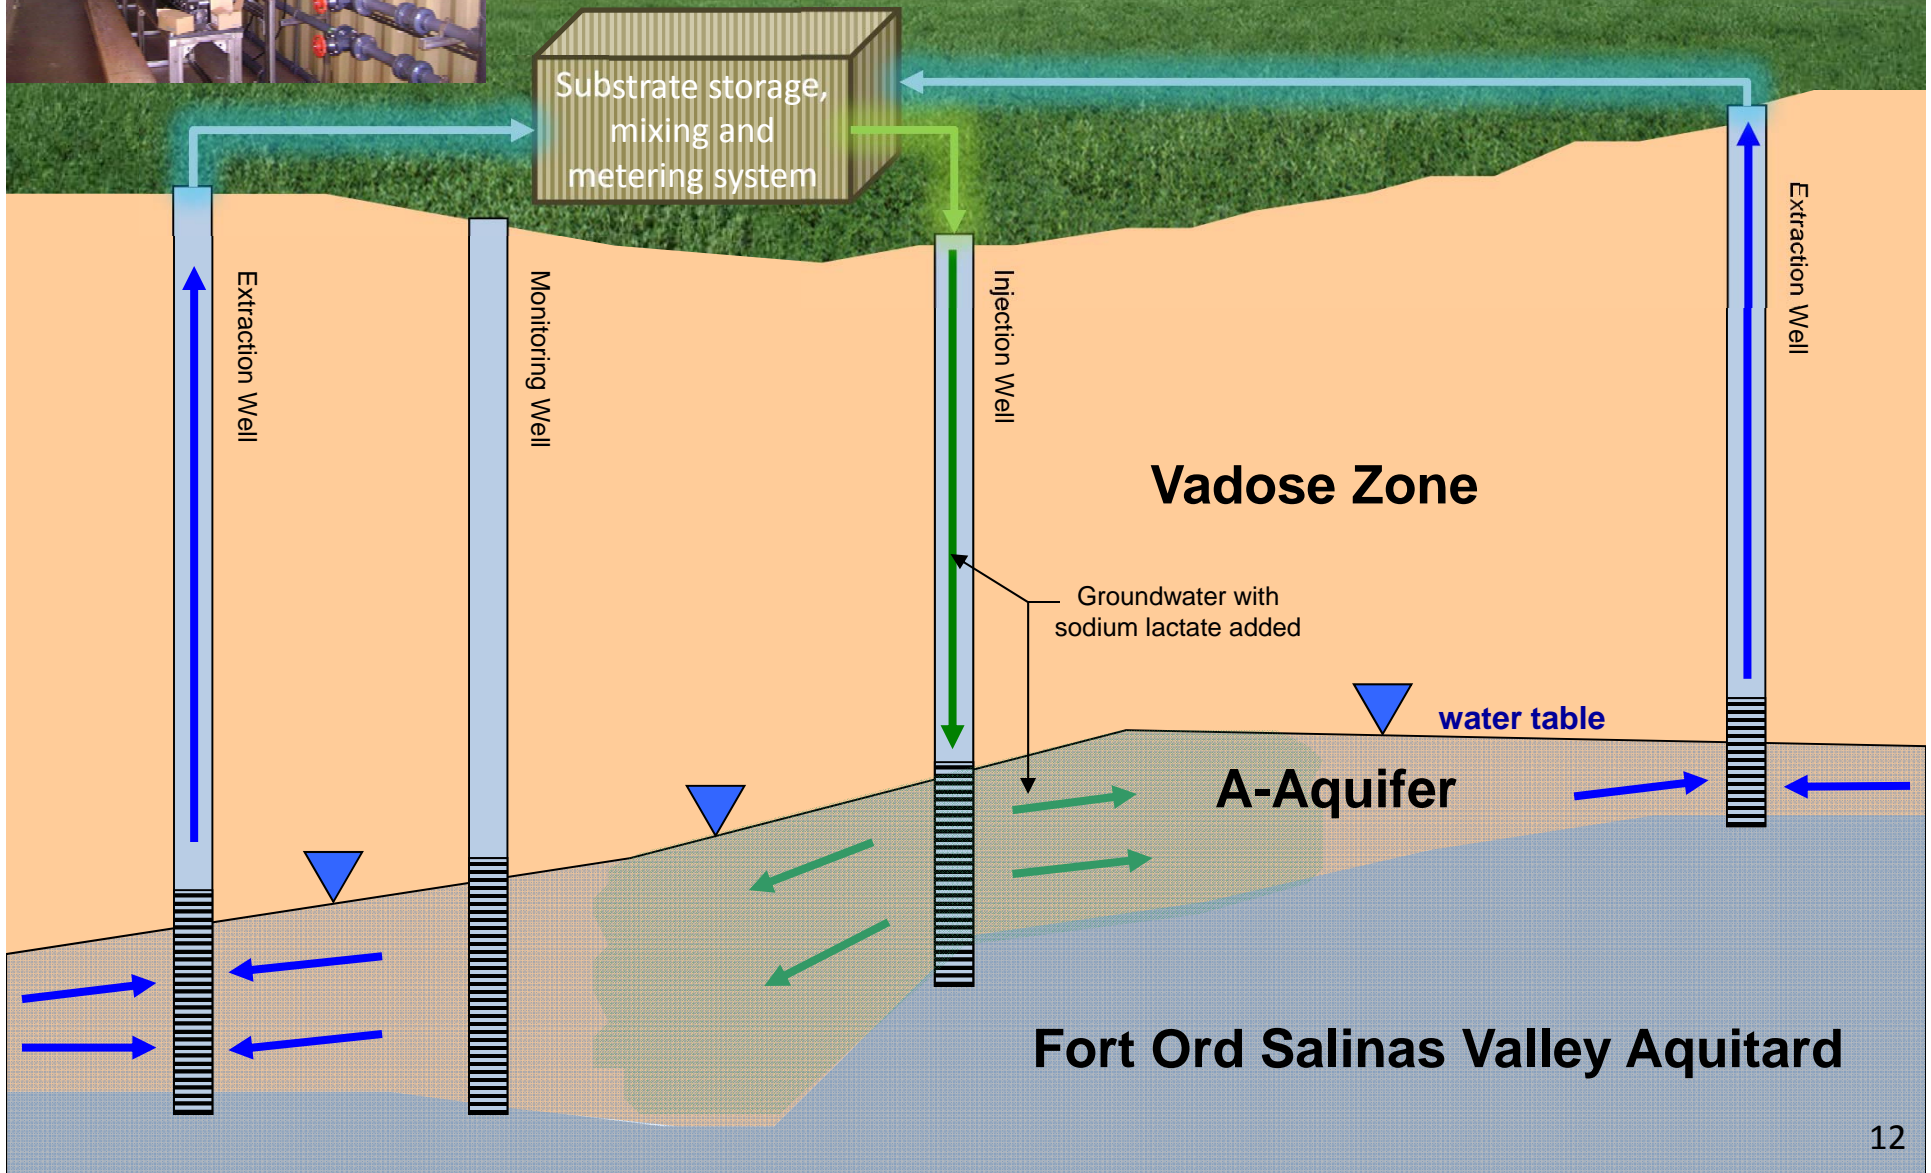 Substrate storage,
mixing and
metering system
Extraction Well
Monitoring Well
Injection Well
Extraction Well
Vadose Zone
Groundwater with
sodium lactate added
water table
A-Aquifer
Fort Ord Salinas Valley Aquitard
12